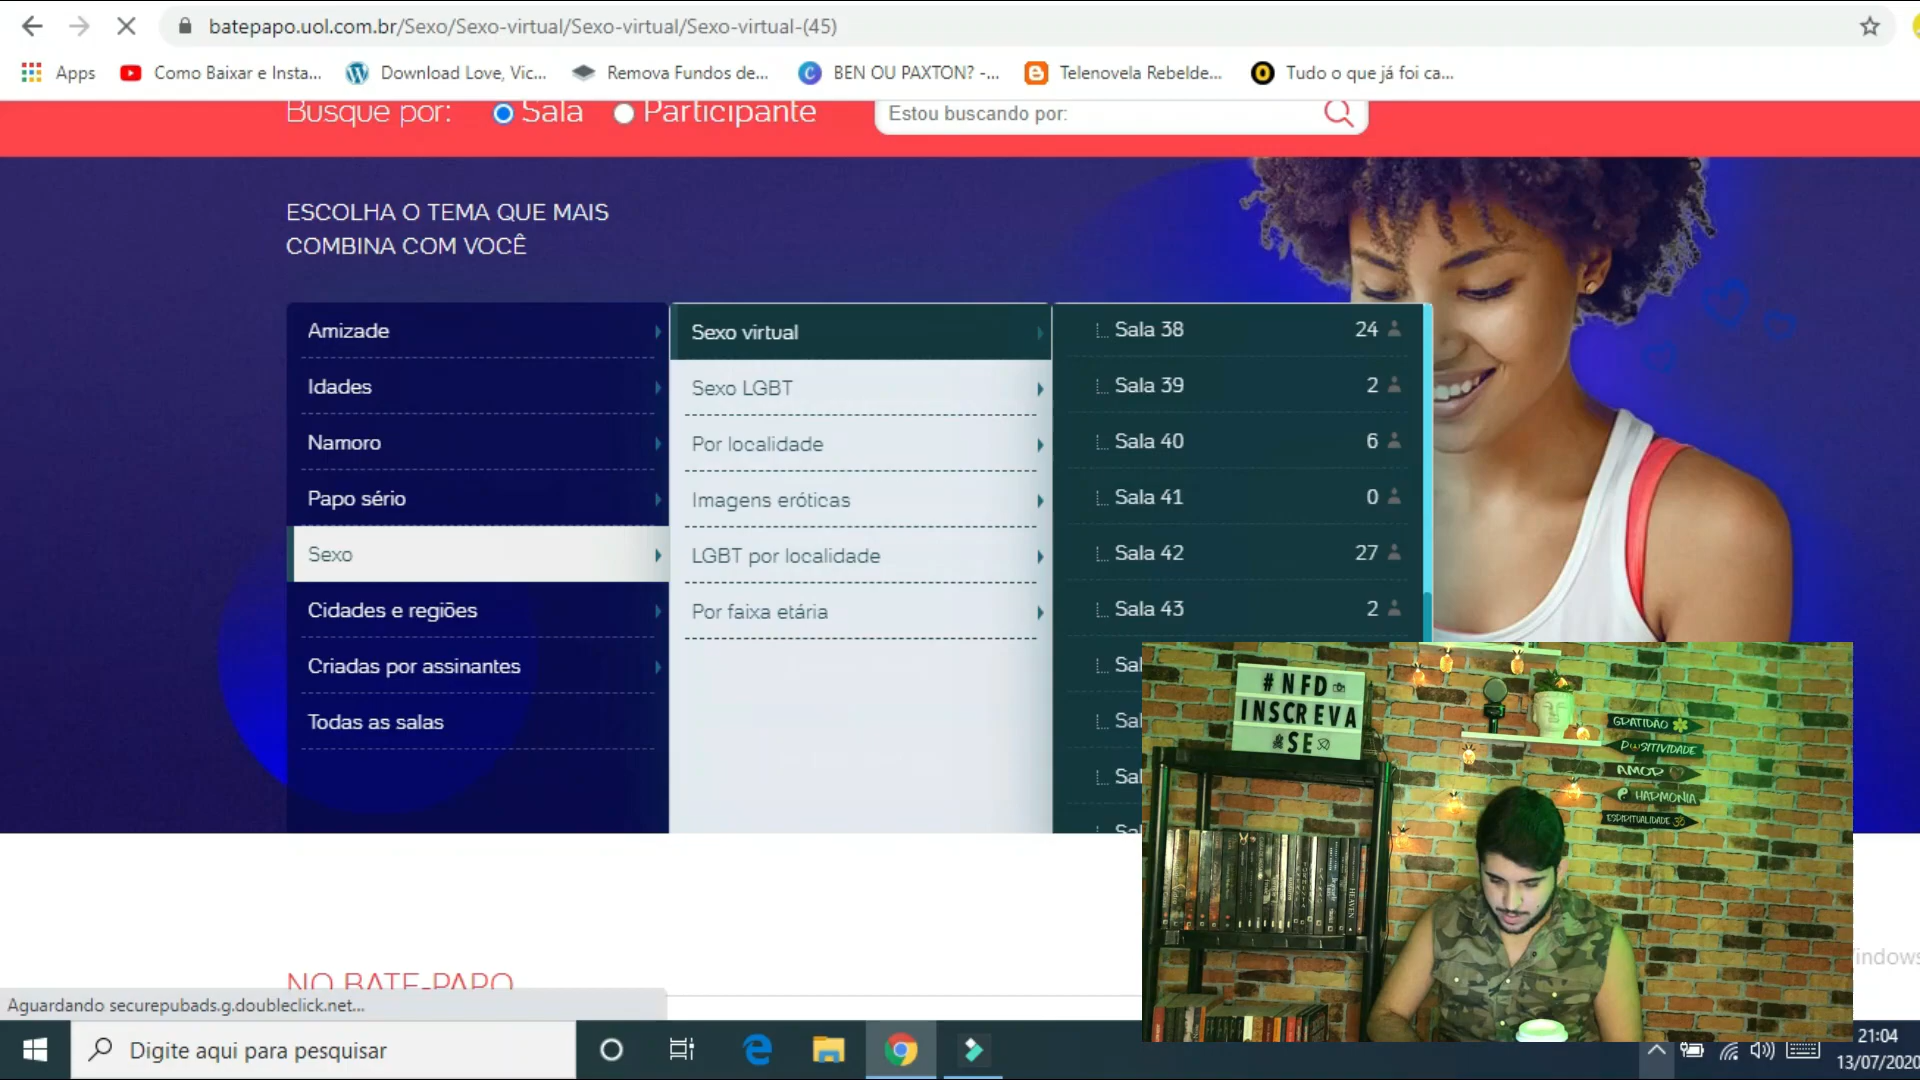 batepapo.uol.com.br/Sexo/Sexo-virtual/Sexo-virtual/Sexo-virtual-(45)
Apps
Como Baixar e Insta...
Download Love, Vic...
Remova Fundos de...
BEN OU PAXTON? -...
Telenovela Rebelde...
Tudo o que já foi ca...
Busque por:
Sala
Participante
Estou buscando por:
ESCOLHA O TEMA QUE MAIS
COMBINA COM VOCÊ
Amizade
Idades
Namoro
Papo sério
Sexo
Cidades e regiões
Criadas por assinantes
Todas as salas
Sexo virtual
Sexo LGBT
Por localidade
Imagens eróticas
LGBT por localidade
Por faixa etária
Sala 38 24
Sala 39 2
Sala 40 6
Sala 41 0
Sala 42 27
Sala 43 2
Sal
Sal
Sal
Sal
#NFD
INSCREVA
SE
GRATIDÃO
POSITIVIDADE
AMOR
HARMONIA
ESPIRITUALIDADE
HEAVEN
NO BATE-PAPO
Aguardando securepubads.g.doubleclick.net...
Digite aqui para pesquisar
21:04
13/07/2020